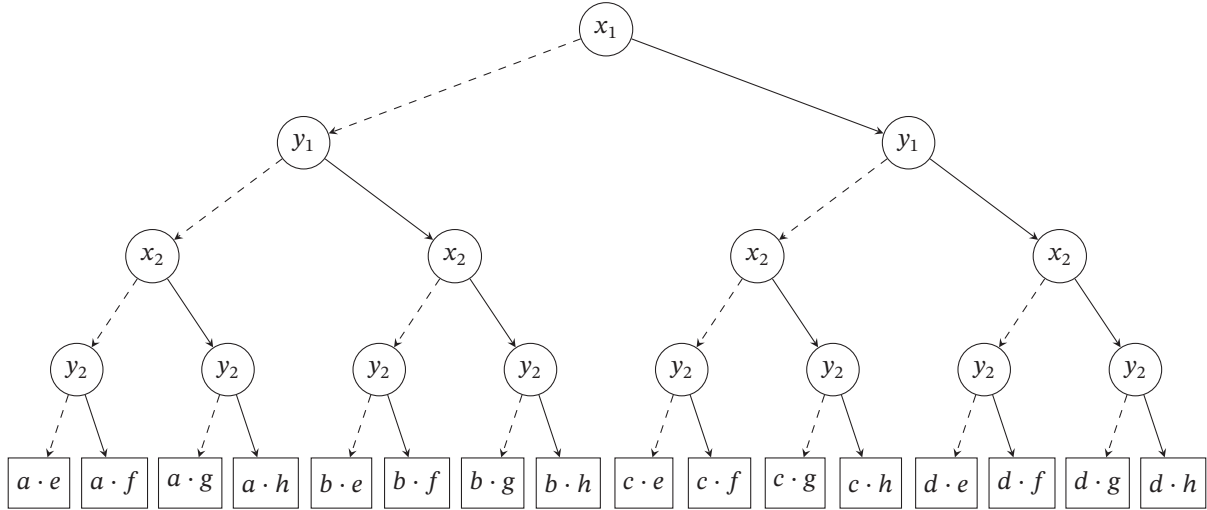 x₁
y₁ y₁
x₂ x₂ x₂ x₂
y₂ y₂ y₂ y₂ y₂ y₂ y₂ y₂
a · e a · f a · g a · h b · e b · f b · g b · h c · e c · f c · g c · h d · e d · f d · g d · h